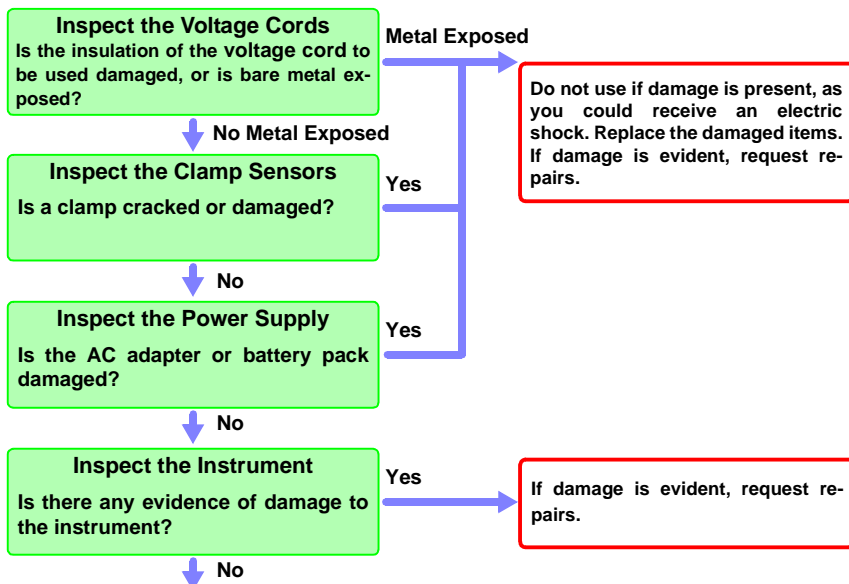 Inspect the Voltage Cords
Is the insulation of the voltage cord to
be used damaged, or is bare metal ex-
posed?
Metal Exposed
Do not use if damage is present, as
you could receive an electric
shock. Replace the damaged items.
If damage is evident, request re-
pairs.
No Metal Exposed
Inspect the Clamp Sensors
Is a clamp cracked or damaged?
Yes
No
Inspect the Power Supply
Is the AC adapter or battery pack
damaged?
Yes
No
Inspect the Instrument
Is there any evidence of damage to
the instrument?
Yes
If damage is evident, request re-
pairs.
No